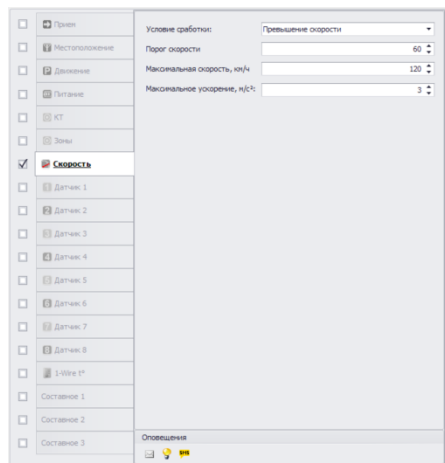 Прием
Местоположение
Движение
Питание
КТ
Зоны
Скорость
Датчик 1
Датчик 2
Датчик 3
Датчик 4
Датчик 5
Датчик 6
Датчик 7
Датчик 8
1-Wire t°
Составное 1
Составное 2
Составное 3
Условие сработки: Превышение скорости
Порог скорости 60
Максимальная скорость, км/ч 120
Максимальное ускорение, м/с²: 3
Оповещения
SMS